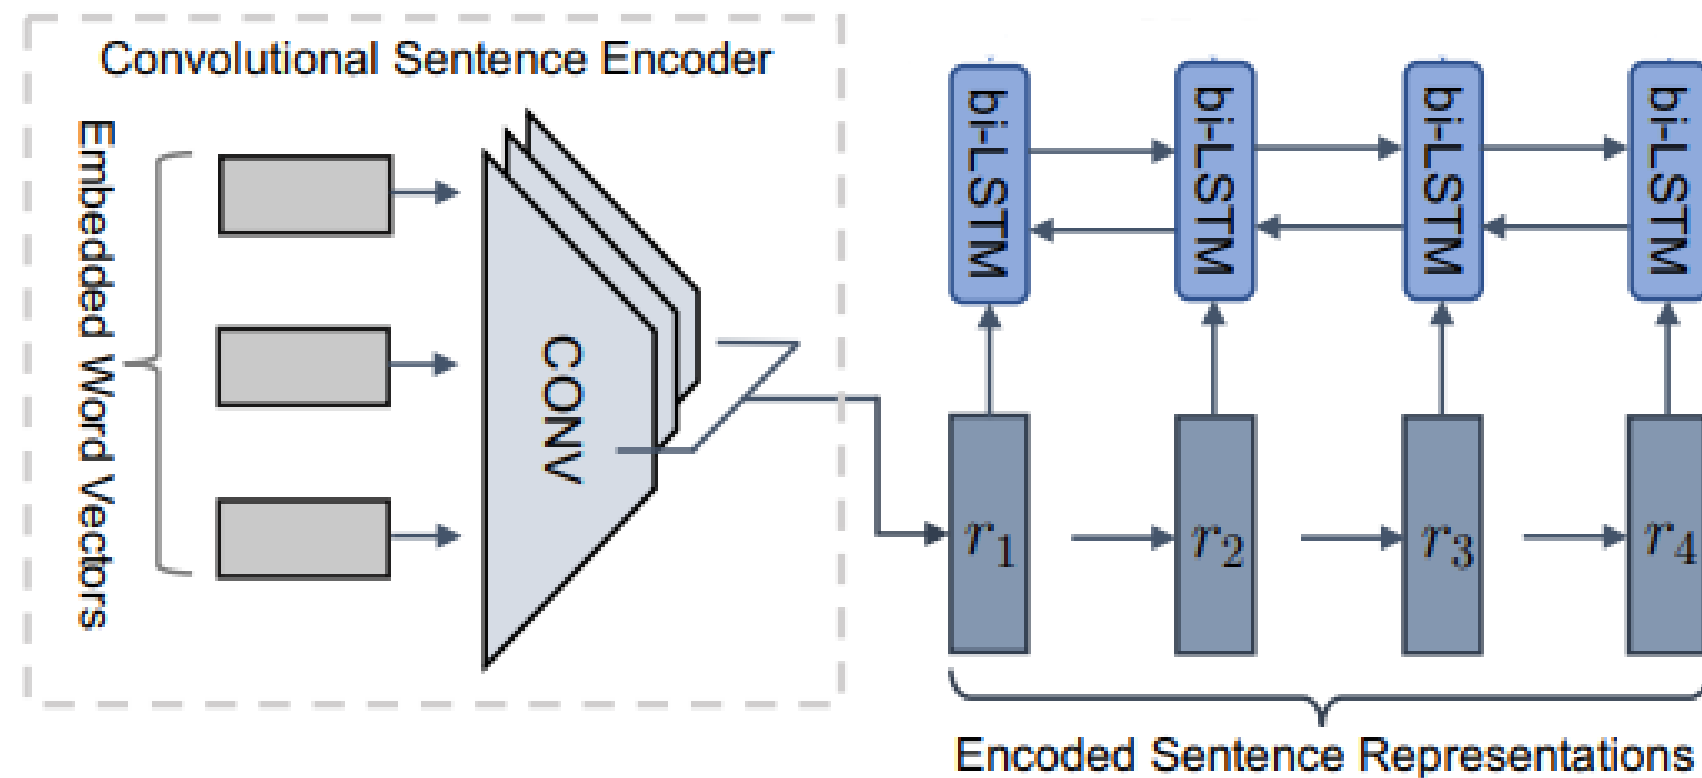 Convolutional Sentence Encoder
Embedded Word Vectors
CONV
bi-LSTM
bi-LSTM
bi-LSTM
bi-LSTM
r1
r2
r3
r4
Encoded Sentence Representations